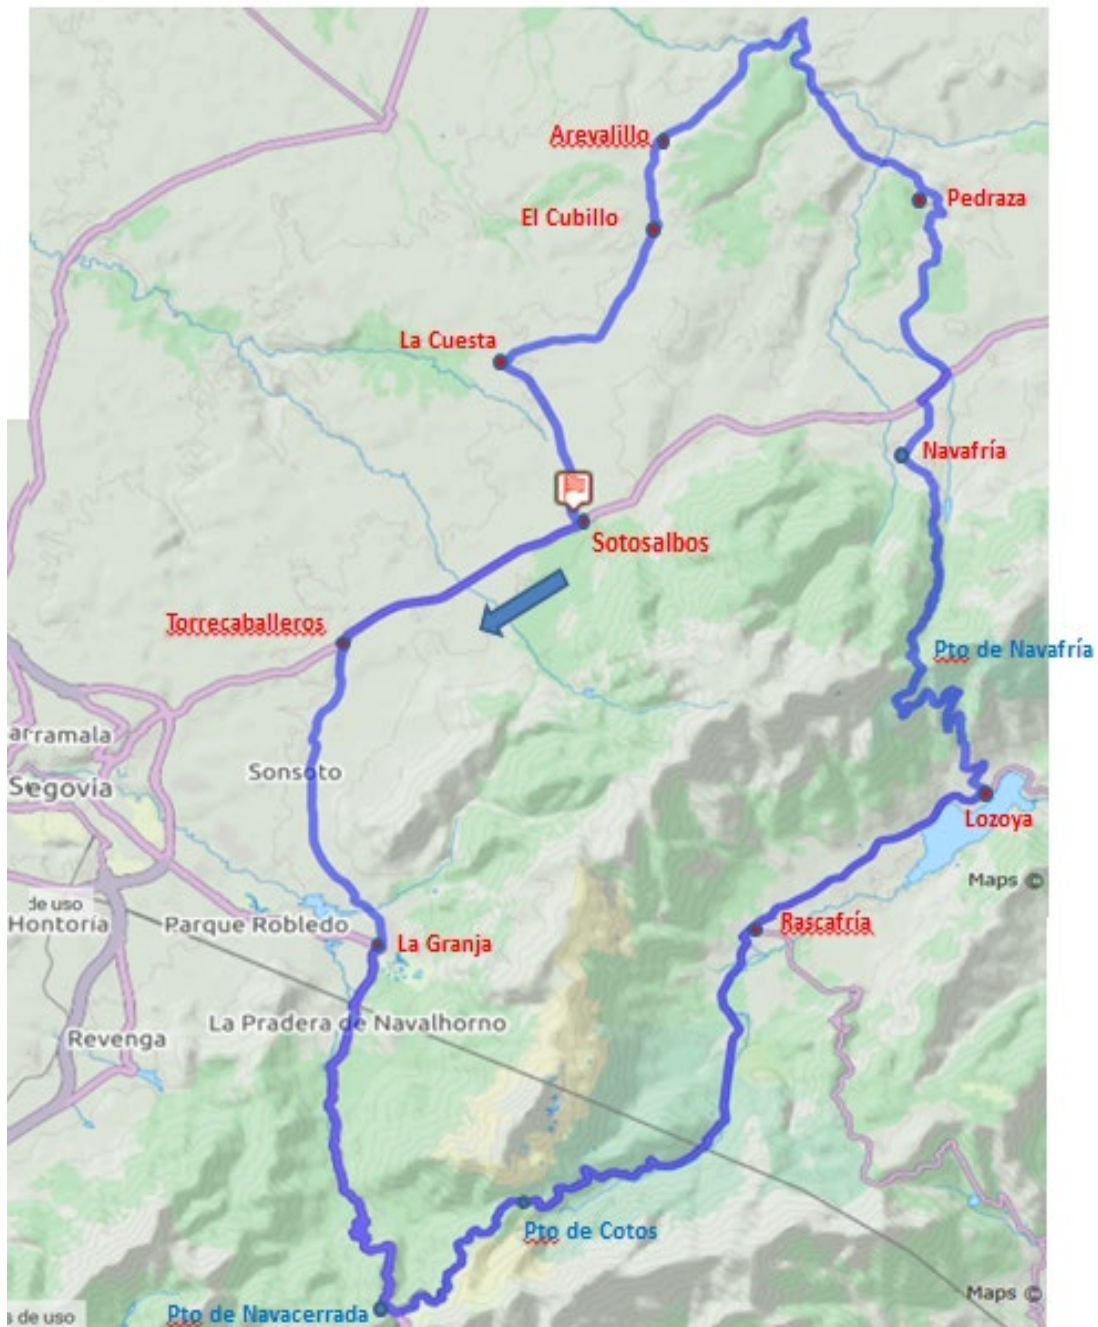 Arevalillo
Pedraza
El Cubillo
La Cuesta
Navafría
Sotosalbos
Torrecaballeros
Pto de Navafría
arramala
Sonsoto
Segovia
Lozoya
Maps ©
de uso
Hontoria
Parque Robledo
Rascafría
La Granja
La Pradera de Navalhorno
Revenga
Pto de Cotos
Maps ©
Pto de Navacerrada
s de uso